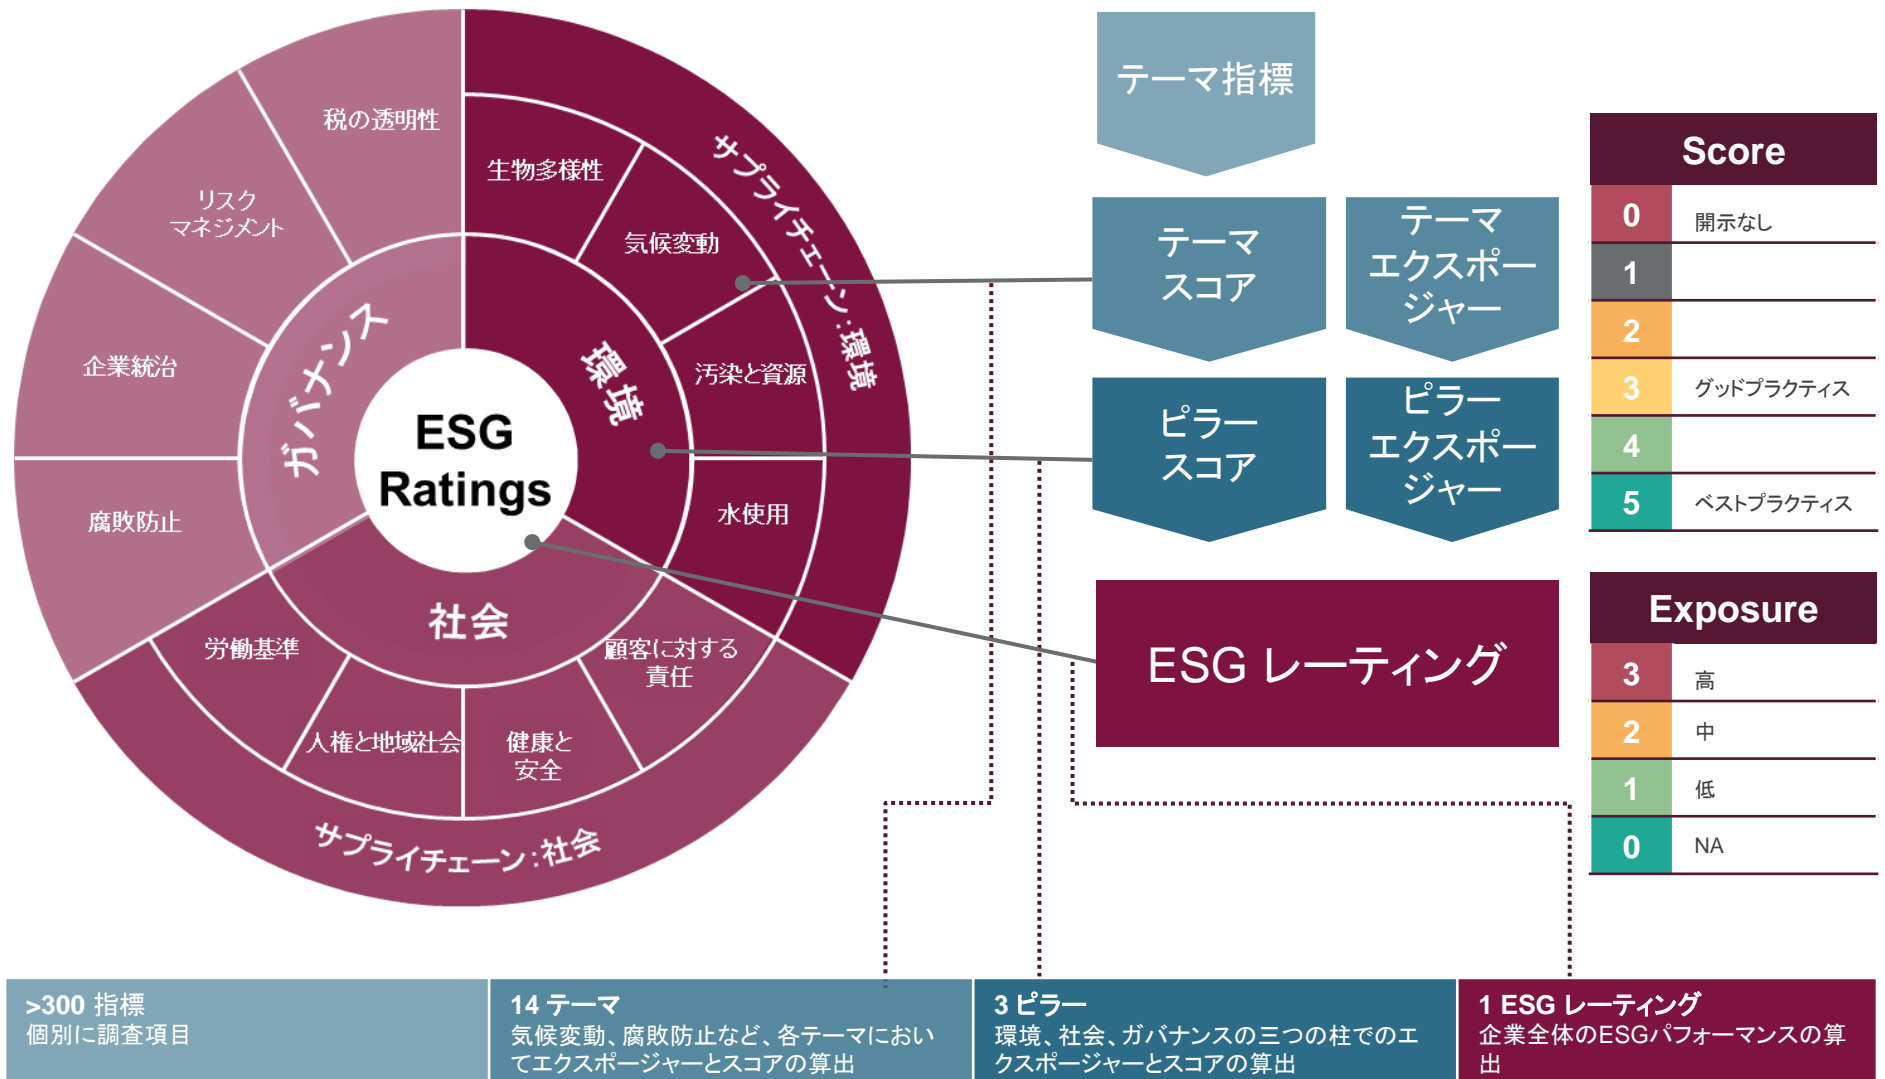 税の透明性
リスク
マネジメント
企業統治
腐敗防止
ガバナンス
生物多様性
気候変動
汚染と資源
水使用
環境
サプライチェーン:環境
ESG
Ratings
社会
労働基準
人権と地域社会
健康と
安全
顧客に対する
責任
サプライチェーン:社会
テーマ指標
テーマ
スコア
テーマ
エクスポー
ジャー
ピラー
スコア
ピラー
エクスポー
ジャー
ESG レーティング
Score
0 開示なし
1
2
3 グッドプラクティス
4
5 ベストプラクティス
Exposure
3 高
2 中
1 低
0 NA
>300 指標
個別に調査項目
14 テーマ
気候変動、腐敗防止など、各テーマにおい
てエクスポージャーとスコアの算出
3 ピラー
環境、社会、ガバナンスの三つの柱でのエ
クスポージャーとスコアの算出
1 ESG レーティング
企業全体のESGパフォーマンスの算
出